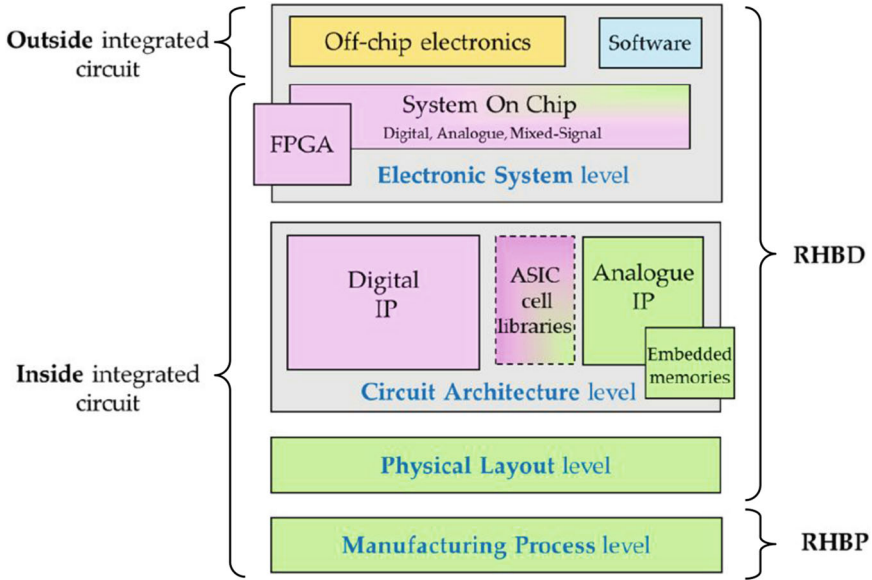 Outside integrated
circuit
Off-chip electronics
Software
System On Chip
Digital, Analogue, Mixed-Signal
FPGA
Electronic System level
RHBD
Digital
IP
ASIC
cell
libraries
Analogue
IP
Embedded
memories
Inside integrated
circuit
Circuit Architecture level
Physical Layout level
Manufacturing Process level
RHBP